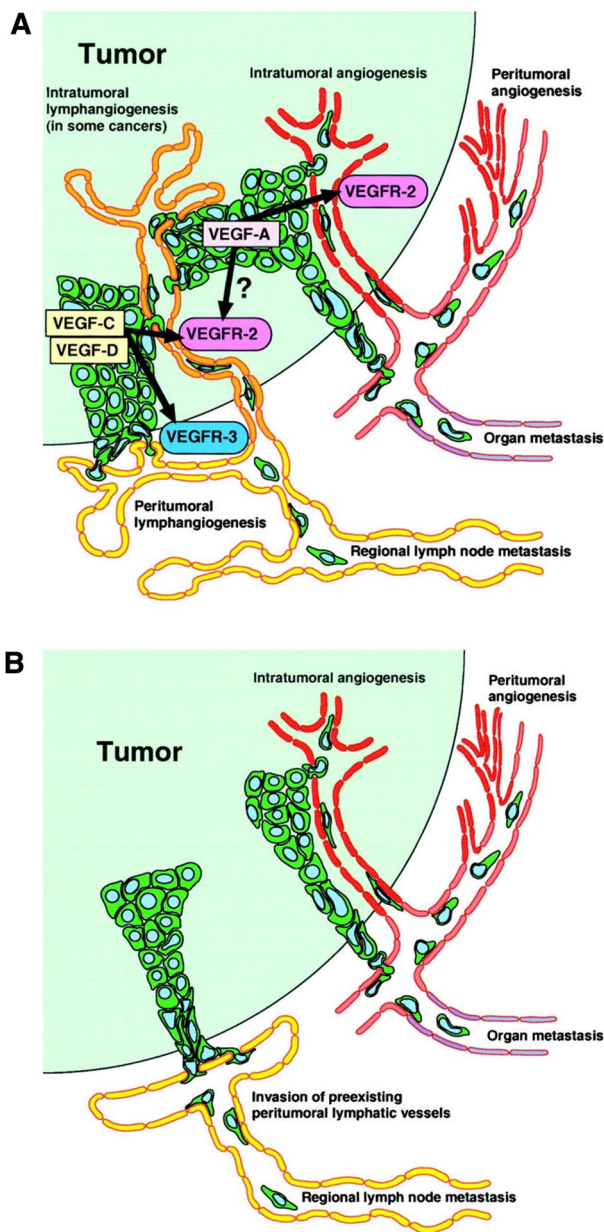 A
Tumor
Intratumoral
lymphangiogenesis
(in some cancers)
Intratumoral angiogenesis
Peritumoral
angiogenesis
VEGFR-2
VEGF-A
?
VEGF-C
VEGF-D
VEGFR-2
VEGFR-3
Organ metastasis
Peritumoral
lymphangiogenesis
Regional lymph node metastasis
B
Intratumoral angiogenesis
Peritumoral
angiogenesis
Tumor
Organ metastasis
Invasion of preexisting
peritumoral lymphatic vessels
Regional lymph node metastasis